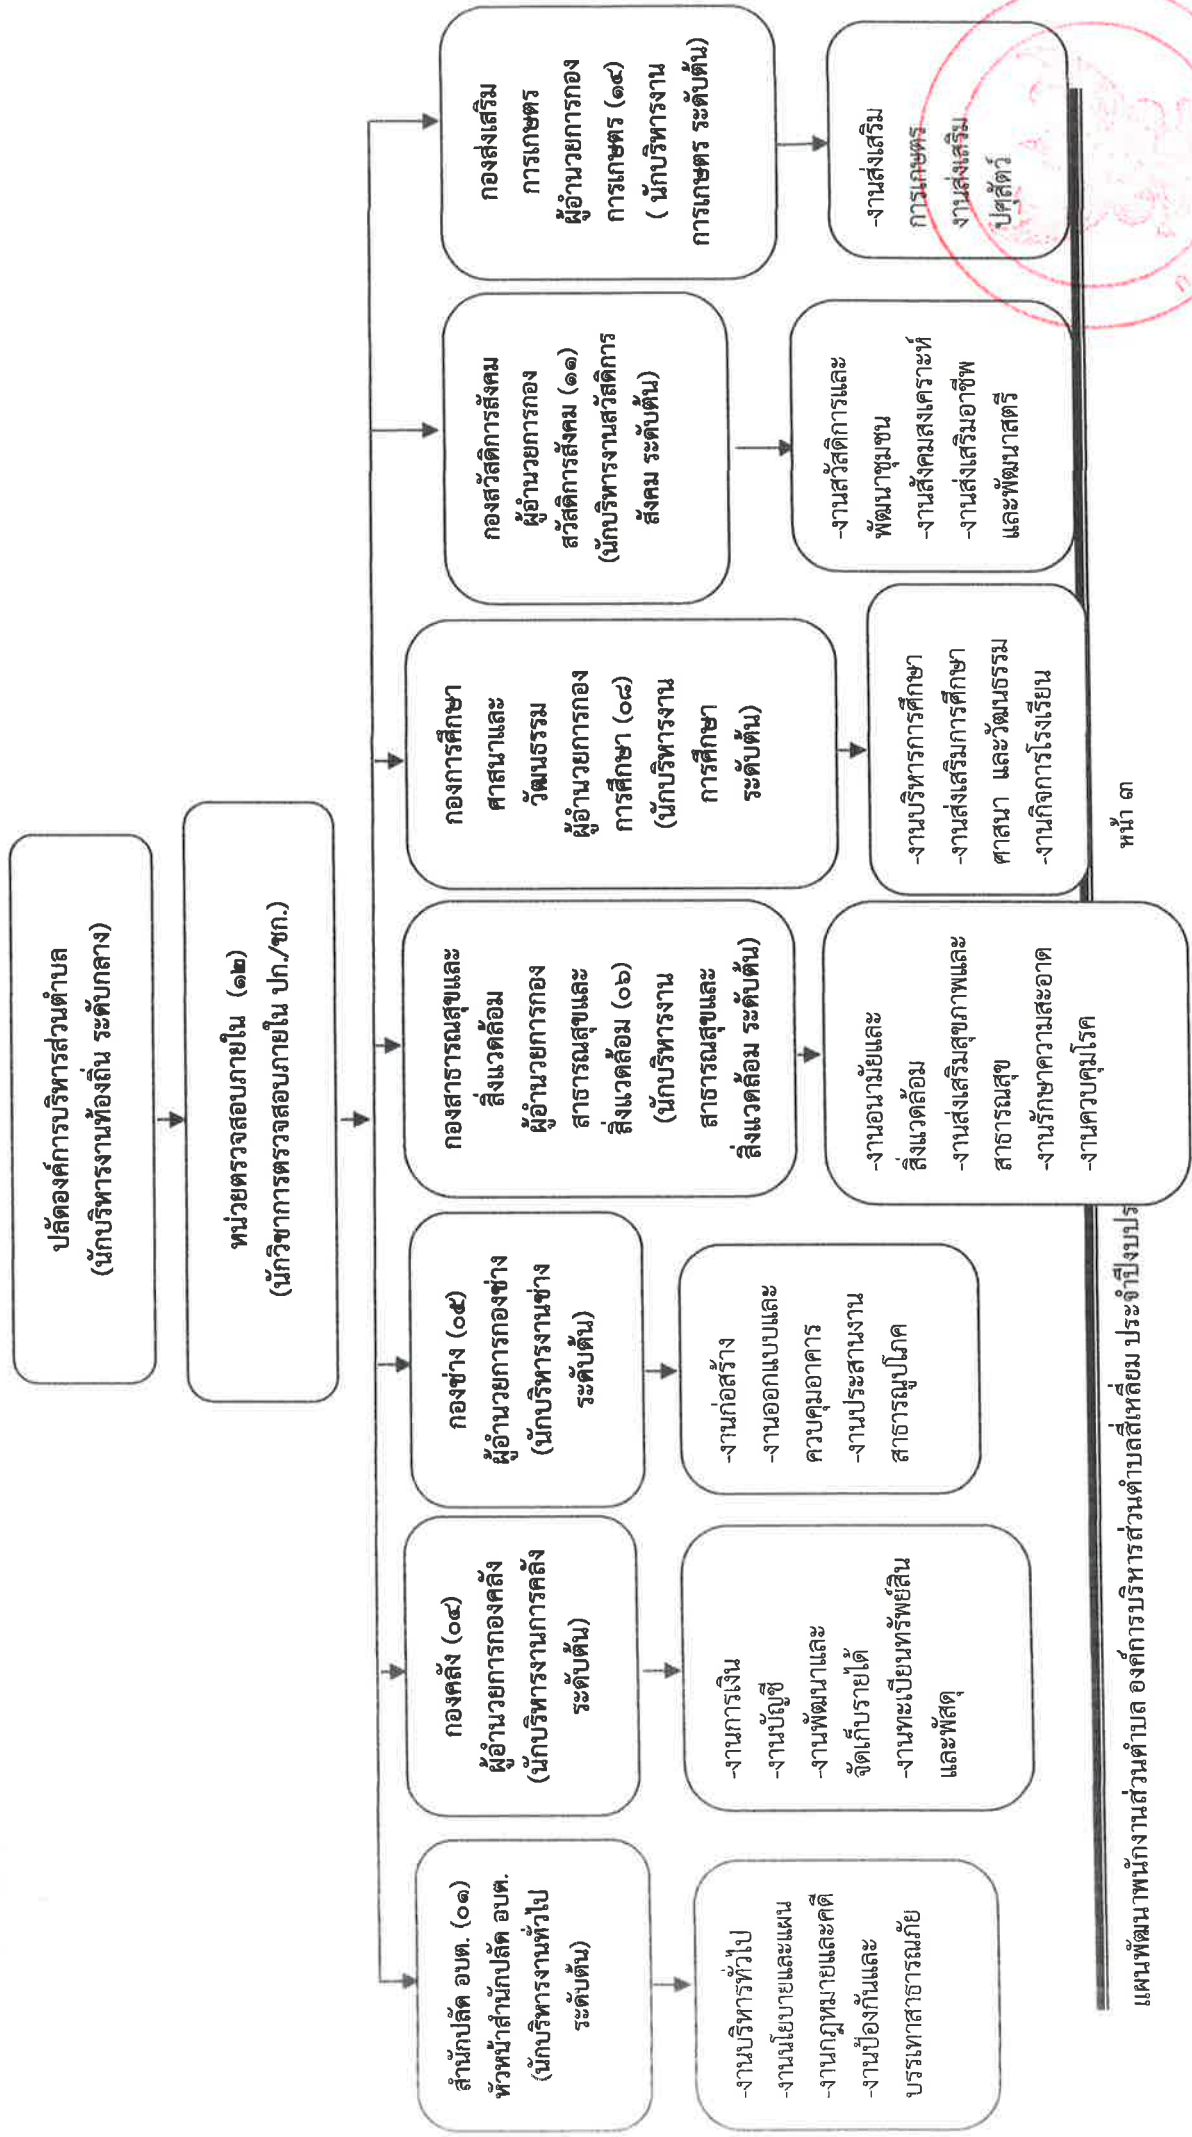 ปลัดองค์การบริหารส่วนตำบล
(นักบริหารงานท้องถิ่น ระดับกลาง)
หน่วยตรวจสอบภายใน (๑๒)
(นักวิชาการตรวจสอบภายใน ปก./ชก.)
สำนักปลัด อบต. (๐๑)
หัวหน้าสำนักปลัด อบต.
(นักบริหารงานทั่วไป
ระดับต้น)
-งานบริหารทั่วไป
-งานนโยบายและแผน
-งานกฎหมายและคดี
-งานป้องกันและ
บรรเทาสาธารณภัย
กองคลัง (๐๔)
ผู้อำนวยการกองคลัง
(นักบริหารงานการคลัง
ระดับต้น)
-งานการเงิน
-งานบัญชี
-งานพัฒนาและ
จัดเก็บรายได้
-งานทะเบียนทรัพย์สิน
และพัสดุ
กองช่าง (๐๕)
ผู้อำนวยการกองช่าง
(นักบริหารงานช่าง
ระดับต้น)
-งานก่อสร้าง
-งานออกแบบและ
ควบคุมอาคาร
-งานประสานงาน
สาธารณูปโภค
กองสาธารณสุขและ
สิ่งแวดล้อม
ผู้อำนวยการกอง
สาธารณสุขและ
สิ่งแวดล้อม (๐๖)
(นักบริหารงาน
สาธารณสุขและ
สิ่งแวดล้อม ระดับต้น)
-งานอนามัยและ
สิ่งแวดล้อม
-งานส่งเสริมสุขภาพและ
สาธารณสุข
-งานรักษาความสะอาด
-งานควบคุมโรค
กองการศึกษา
ศาสนาและ
วัฒนธรรม
ผู้อำนวยการกอง
การศึกษา (๐๘)
(นักบริหารงาน
การศึกษา
ระดับต้น)
-งานบริหารการศึกษา
-งานส่งเสริมการศึกษา
ศาสนา และวัฒนธรรม
-งานกิจการโรงเรียน
กองสวัสดิการสังคม
ผู้อำนวยการกอง
สวัสดิการสังคม (๑๑)
(นักบริหารงานสวัสดิการ
สังคม ระดับต้น)
-งานสวัสดิการและ
พัฒนาชุมชน
-งานสังคมสงเคราะห์
-งานส่งเสริมอาชีพ
และพัฒนาสตรี
กองส่งเสริม
การเกษตร
ผู้อำนวยการกอง
การเกษตร (๑๔)
( นักบริหารงาน
การเกษตร ระดับต้น)
-งานส่งเสริม
การเกษตร
งานส่งเสริม
ปศุสัตว์
แผนพัฒนาพนักงานส่วนตำบล องค์การบริหารส่วนตำบลสี่เหลี่ยม ประจำปีงบประ
หน้า ๓